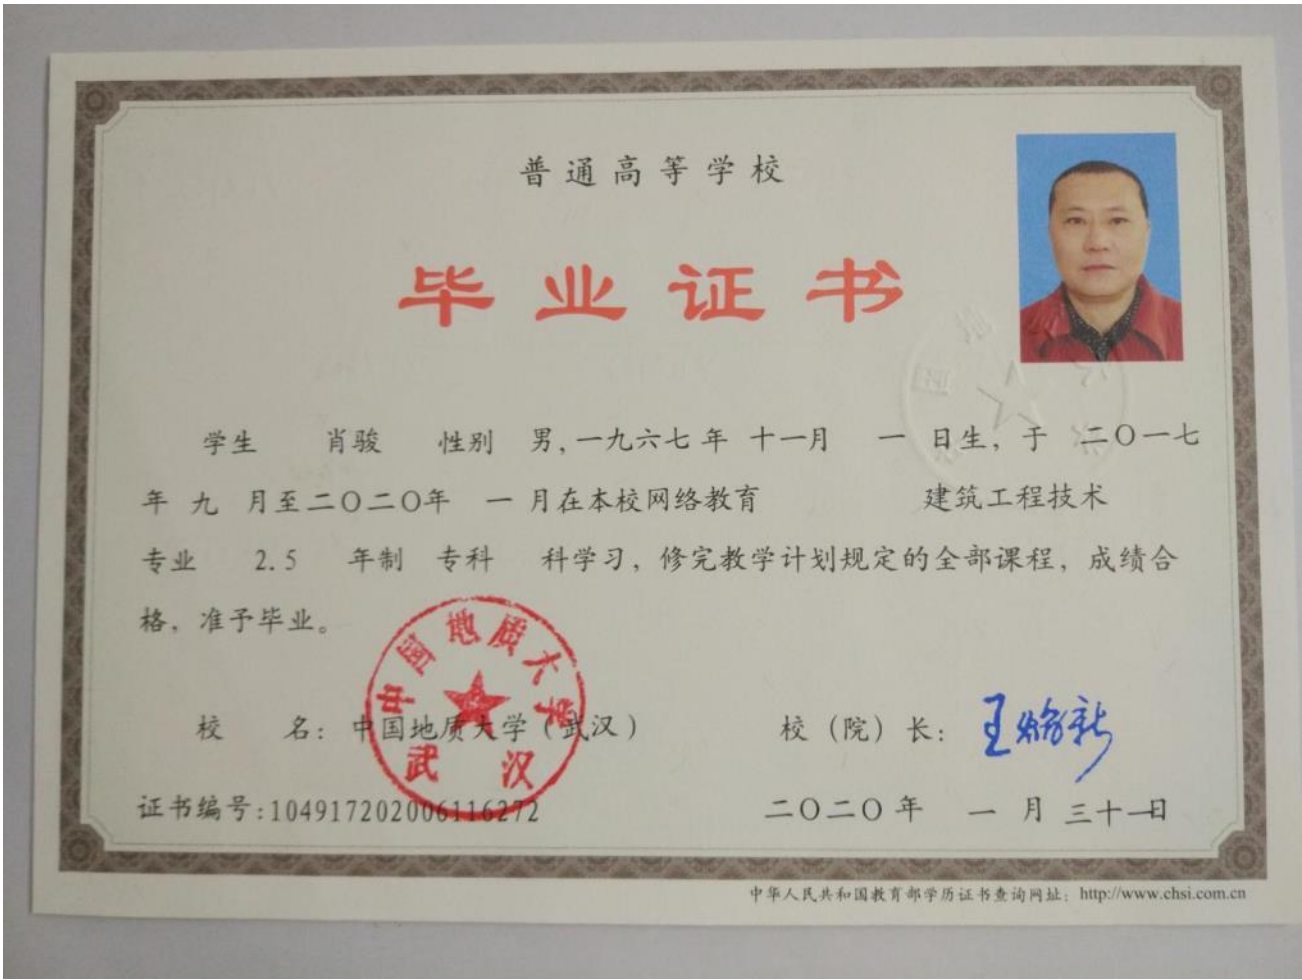 普通高等学校
毕业证书
学生 肖骏 性别 男,一九六七年 十一月 一 日生,于 二〇一七
年 九 月至二〇二〇年 一 月在本校网络教育 建筑工程技术
专业 2.5 年制 专科 科学习,修完教学计划规定的全部课程,成绩合
格,准予毕业。
中国地质大学
武汉
校 名:中国地质大学(武汉)
校(院)长:王焰新
证书编号:104917202006116272
二〇二〇年 一 月 三十一日
中华人民共和国教育部学历证书查询网址:http://www.chsi.com.cn